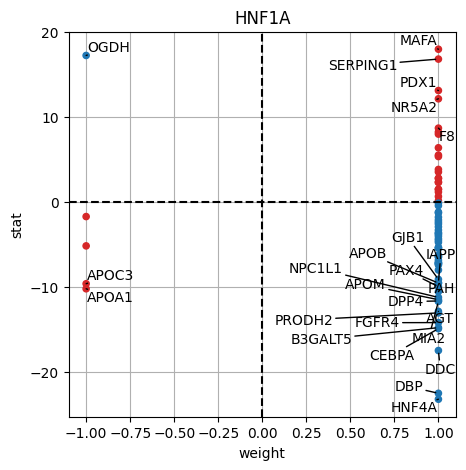 HNF1A
20
10
0
−10
−20
stat
OGDH
MAFA
SERPING1
PDX1
NR5A2
F8
GJB1
APOB
IAPP
NPC1L1
PAX4
APOC3
APOM
PAH
APOA1
DPP4
PRODH2
FGFR4
AGT
B3GALT5
MIA2
CEBPA
DDC
DBP
HNF4A
−1.00 −0.75 −0.50 −0.25 0.00 0.25 0.50 0.75 1.00
weight